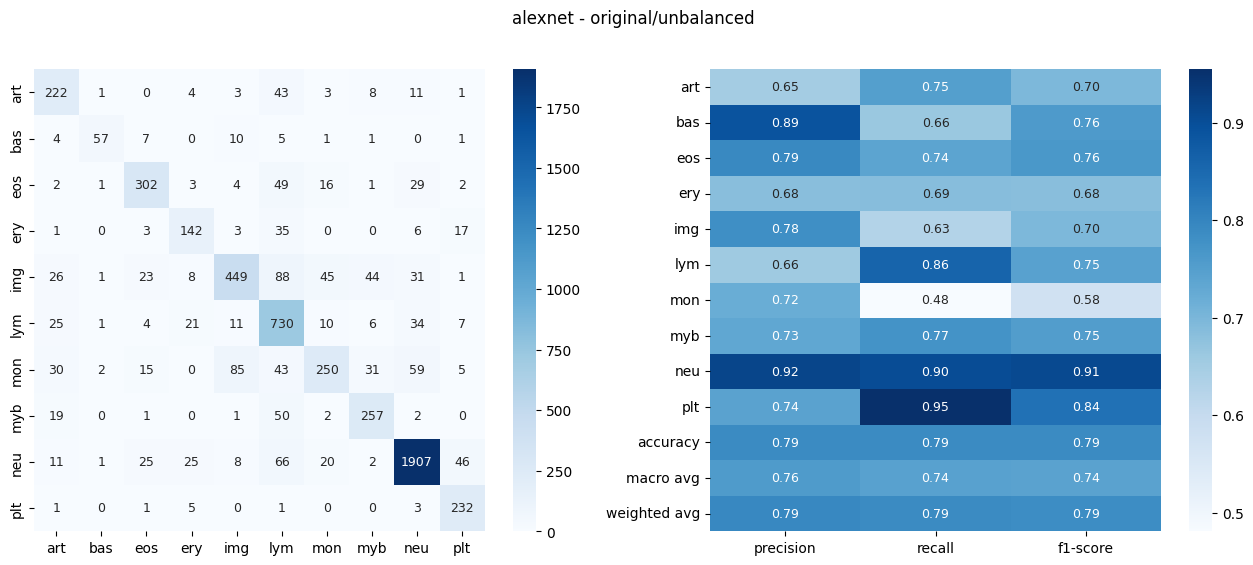 alexnet - original/unbalanced
art 222 1 0 4 3 43 3 8 11 1
bas 4 57 7 0 10 5 1 1 0 1
eos 2 1 302 3 4 49 16 1 29 2
ery 1 0 3 142 3 35 0 0 6 17
img 26 1 23 8 449 88 45 44 31 1
lym 25 1 4 21 11 730 10 6 34 7
mon 30 2 15 0 85 43 250 31 59 5
myb 19 0 1 0 1 50 2 257 2 0
neu 11 1 25 25 8 66 20 2 1907 46
plt 1 0 1 5 0 1 0 0 3 232
art bas eos ery img lym mon myb neu plt
1750
1500
1250
1000
750
500
250
0
art 0.65 0.75 0.70
bas 0.89 0.66 0.76
eos 0.79 0.74 0.76
ery 0.68 0.69 0.68
img 0.78 0.63 0.70
lym 0.66 0.86 0.75
mon 0.72 0.48 0.58
myb 0.73 0.77 0.75
neu 0.92 0.90 0.91
plt 0.74 0.95 0.84
accuracy 0.79 0.79 0.79
macro avg 0.76 0.74 0.74
weighted avg 0.79 0.79 0.79
precision recall f1-score
0.9
0.8
0.7
0.6
0.5